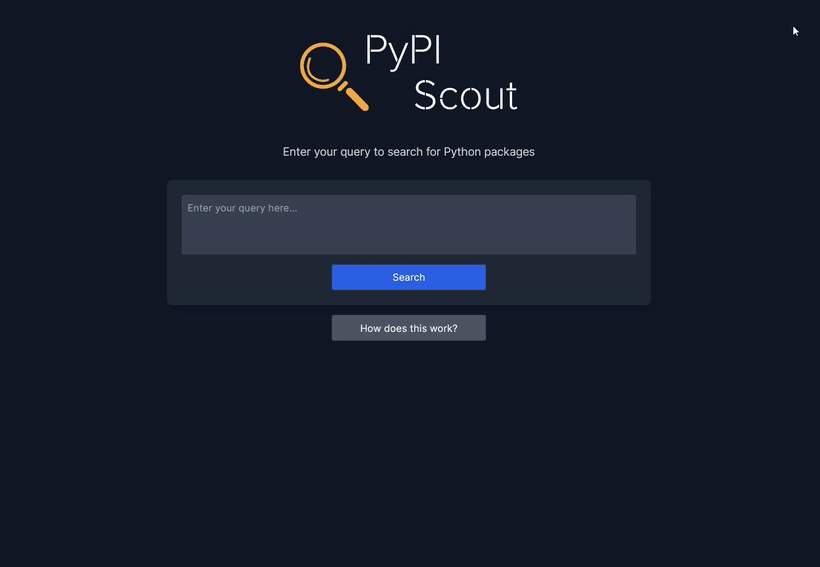 PyPI
Scout
Enter your query to search for Python packages
Enter your query here...
Search
How does this work?